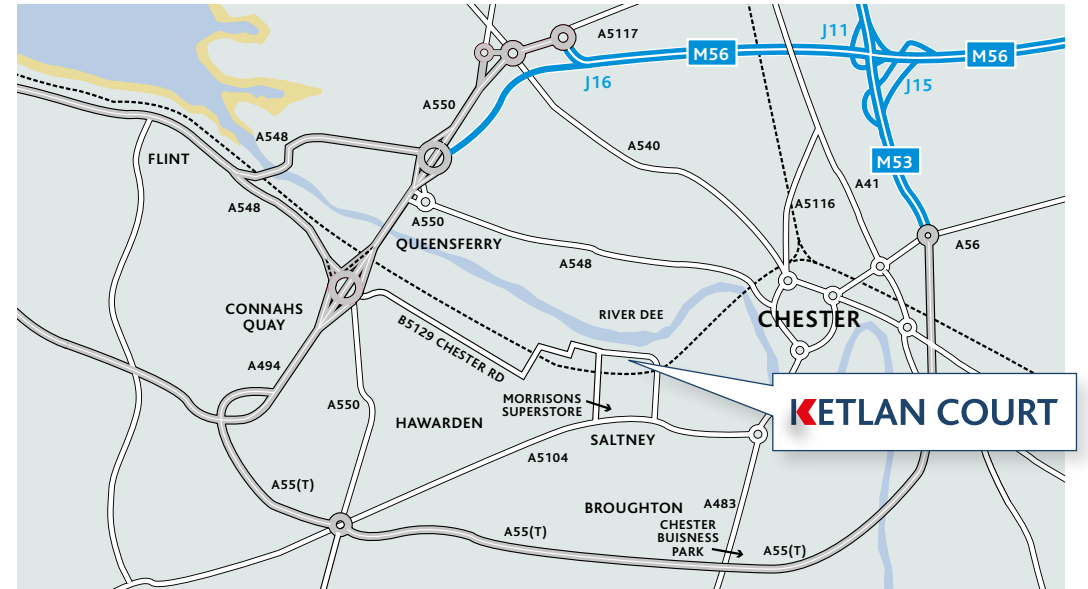 A5117
J11
M56
M56
J16
J15
A550
A548
FLINT
A540
M53
A41
A548
A5116
A550
QUEENSFERRY
A56
A548
CONNAHS
QUAY
RIVER DEE
CHESTER
B5129 CHESTER RD
A494
MORRISONS
SUPERSTORE
A550
HAWARDEN
KETLAN COURT
SALTNEY
A5104
A55(T)
BROUGHTON
A483
CHESTER
BUISNESS
PARK
A55(T)
A55(T)